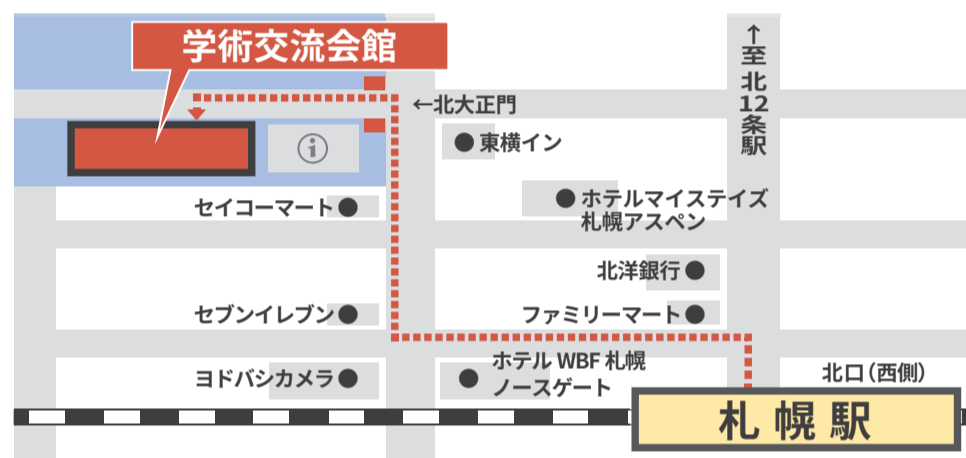 学術交流会館
↑至 北12条駅
←北大正門
東横イン
ホテルマイステイズ
札幌アスペン
セイコーマート
北洋銀行
セブンイレブン
ファミリーマート
ホテル WBF 札幌
ノースゲート
ヨドバシカメラ
北口（西側）
札幌駅